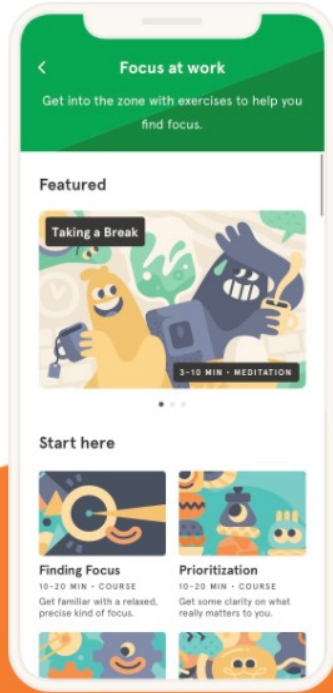 Focus at work
Get into the zone with exercises to help you
find focus.
Featured
Taking a Break
3-10 MIN • MEDITATION
Start here
Finding Focus
10-20 MIN • COURSE
Get familiar with a relaxed,
precise kind of focus.
Prioritization
10-20 MIN • COURSE
Get some clarity on what
really matters to you.